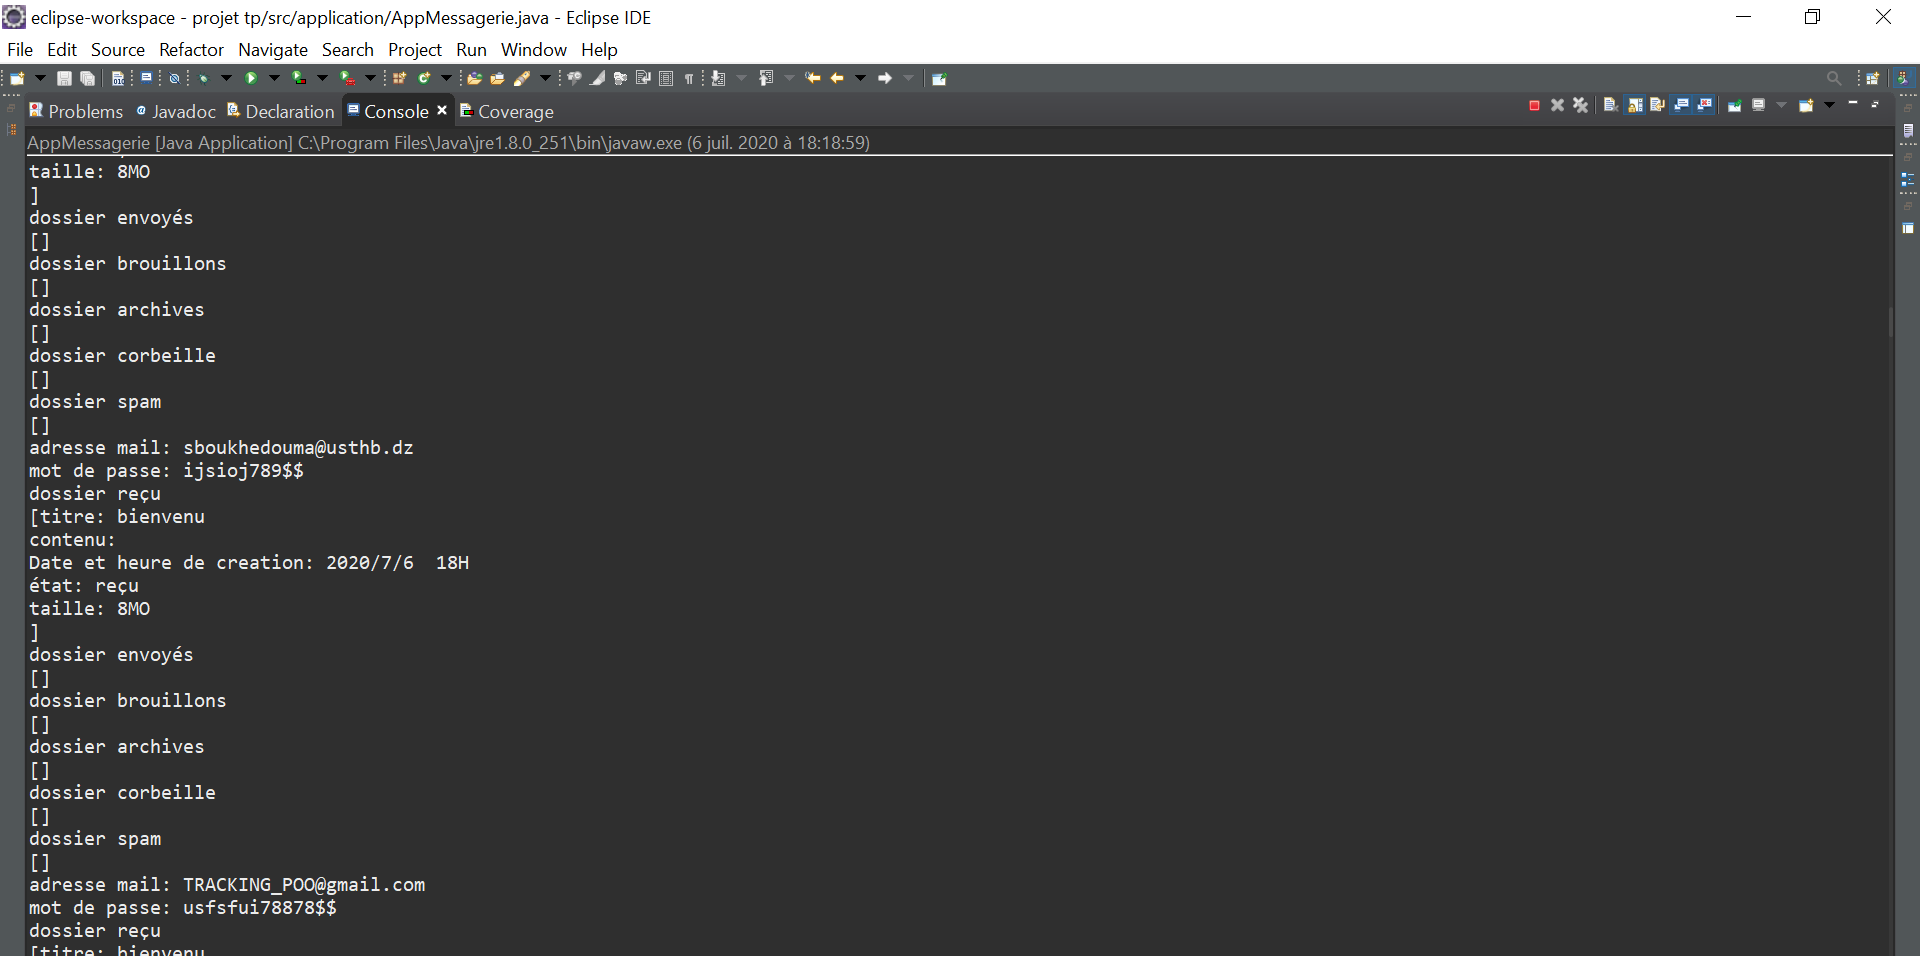 eclipse-workspace - projet tp/src/application/AppMessagerie.java - Eclipse IDE
File Edit Source Refactor Navigate Search Project Run Window Help
Problems Javadoc Declaration Console Coverage
AppMessagerie [Java Application] C:\Program Files\Java\jre1.8.0_251\bin\javaw.exe (6 juil. 2020 à 18:18:59)
taille: 8MO
]
dossier envoyés
[]
dossier brouillons
[]
dossier archives
[]
dossier corbeille
[]
dossier spam
[]
adresse mail: sboukhedouma@usthb.dz
mot de passe: ijsioj789$$
dossier reçu
[titre: bienvenu
contenu:
Date et heure de creation: 2020/7/6  18H
état: reçu
taille: 8MO
]
dossier envoyés
[]
dossier brouillons
[]
dossier archives
[]
dossier corbeille
[]
dossier spam
[]
adresse mail: TRACKING_POO@gmail.com
mot de passe: usfsfui78878$$
dossier reçu
[titre: bienvenu